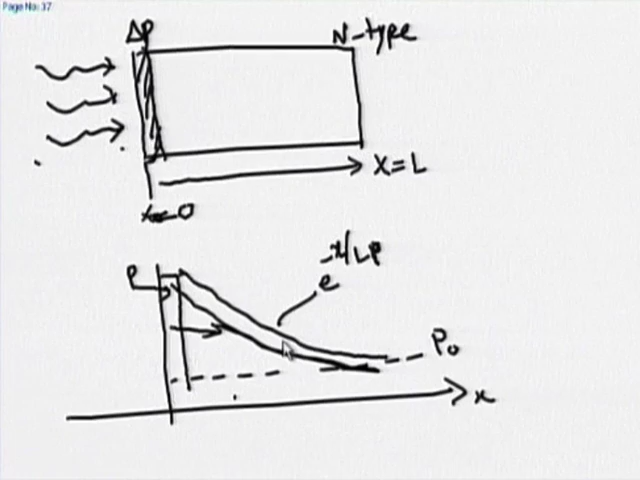 Page No: 37
ΔP
N-type
X=L
x=0
-x/Lp
e
P
P₀
x